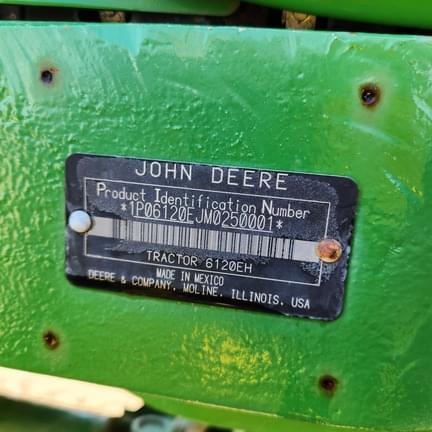 JOHN DEERE
Product Identification Number
*1P06120EJM0250001*
TRACTOR 6120EH
MADE IN MEXICO
DEERE & COMPANY, MOLINE, ILLINOIS, USA